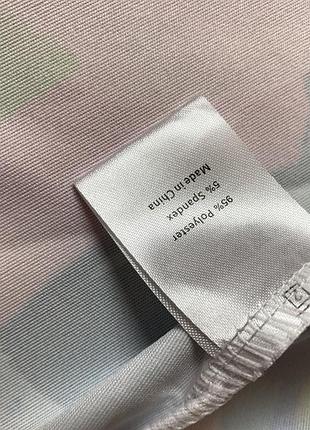 95% Polyester
5% Spandex
Made in China